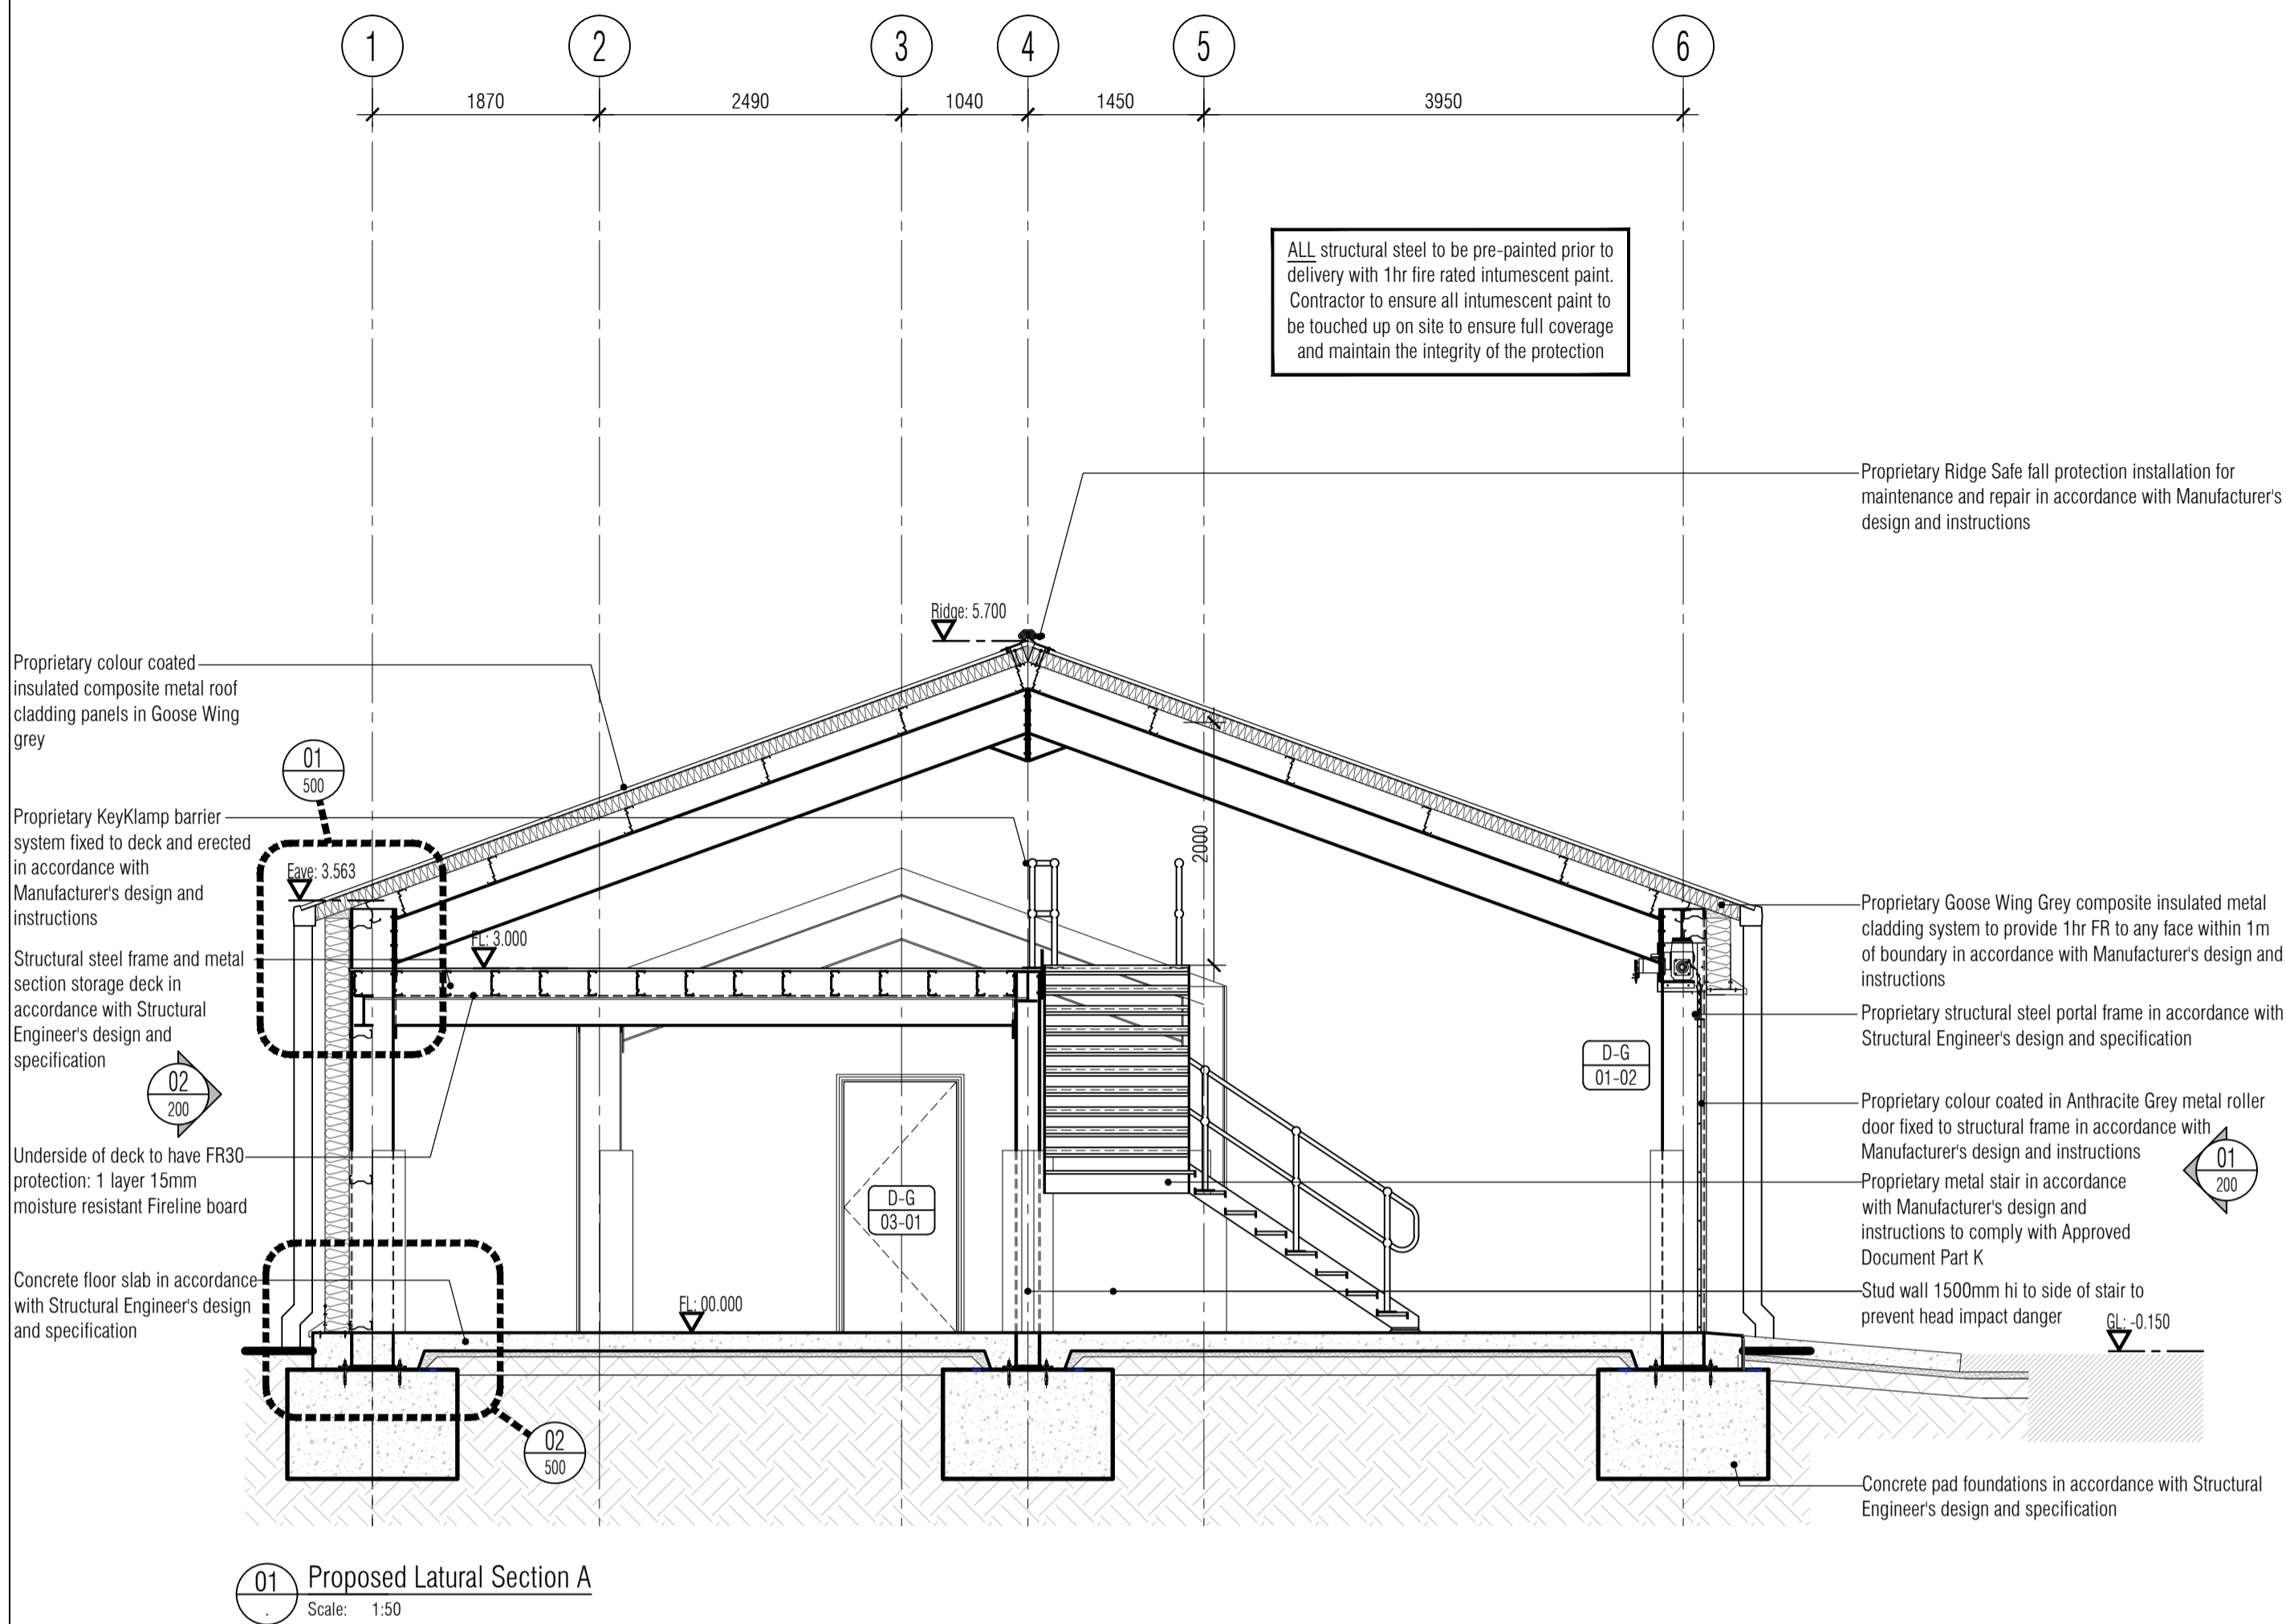 1
2
3
4
5
6
1870
2490
1040
1450
3950
ALL structural steel to be pre-painted prior to
delivery with 1hr fire rated intumescent paint.
Contractor to ensure all intumescent paint to
be touched up on site to ensure full coverage
and maintain the integrity of the protection
Proprietary Ridge Safe fall protection installation for
maintenance and repair in accordance with Manufacturer's
design and instructions
Ridge: 5.700
Proprietary colour coated
insulated composite metal roof
cladding panels in Goose Wing
grey
01
500
Proprietary KeyKlamp barrier
system fixed to deck and erected
in accordance with
Manufacturer's design and
instructions
Eave: 3.563
2000
Structural steel frame and metal
section storage deck in
accordance with Structural
Engineer's design and
specification
FL: 3.000
Proprietary Goose Wing Grey composite insulated metal
cladding system to provide 1hr FR to any face within 1m
of boundary in accordance with Manufacturer's design and
instructions
Proprietary structural steel portal frame in accordance with
Structural Engineer's design and specification
D-G
01-02
02
200
Proprietary colour coated in Anthracite Grey metal roller
door fixed to structural frame in accordance with
Manufacturer's design and instructions
01
200
Underside of deck to have FR30
protection: 1 layer 15mm
moisture resistant Fireline board
D-G
03-01
Proprietary metal stair in accordance
with Manufacturer's design and
instructions to comply with Approved
Document Part K
Concrete floor slab in accordance
with Structural Engineer's design
and specification
FL: 00.000
Stud wall 1500mm hi to side of stair to
prevent head impact danger
GL: -0.150
02
500
Concrete pad foundations in accordance with Structural
Engineer's design and specification
01
.
Proposed Latural Section A
Scale: 1:50